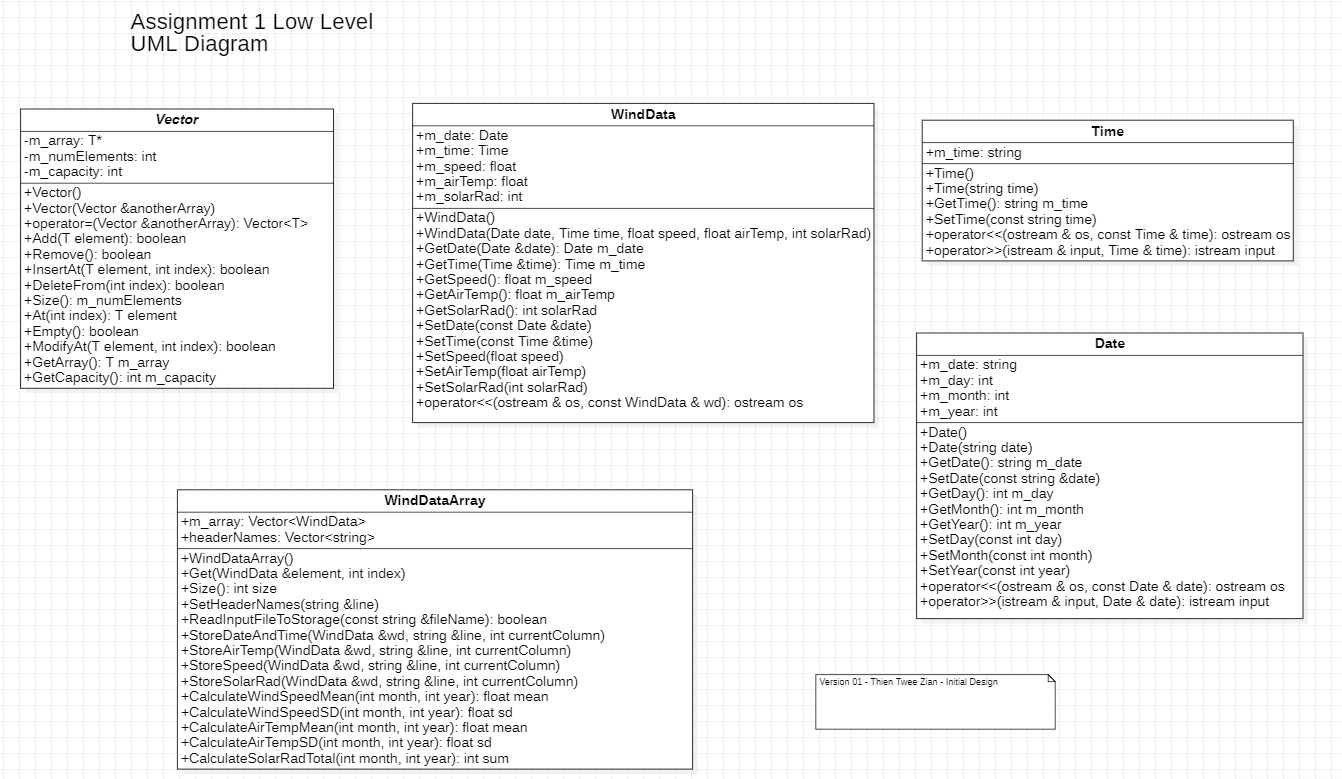 Assignment 1 Low Level
UML Diagram
Vector
-m_array: T*
-m_numElements: int
-m_capacity: int
+Vector()
+Vector(Vector &anotherArray)
+operator=(Vector &anotherArray): Vector<T>
+Add(T element): boolean
+Remove(): boolean
+InsertAt(T element, int index): boolean
+DeleteFrom(int index): boolean
+Size(): m_numElements
+At(int index): T element
+Empty(): boolean
+ModifyAt(T element, int index): boolean
+GetArray(): T m_array
+GetCapacity(): int m_capacity
WindData
+m_date: Date
+m_time: Time
+m_speed: float
+m_airTemp: float
+m_solarRad: int
+WindData()
+WindData(Date date, Time time, float speed, float airTemp, int solarRad)
+GetDate(Date &date): Date m_date
+GetTime(Time &time): Time m_time
+GetSpeed(): float m_speed
+GetAirTemp(): float m_airTemp
+GetSolarRad(): int solarRad
+SetDate(const Date &date)
+SetTime(const Time &time)
+SetSpeed(float speed)
+SetAirTemp(float airTemp)
+SetSolarRad(int solarRad)
+operator<<(ostream & os, const WindData & wd): ostream os
Time
+m_time: string
+Time()
+Time(string time)
+GetTime(): string m_time
+SetTime(const string time)
+operator<<(ostream & os, const Time & time): ostream os
+operator>>(istream & input, Time & time): istream input
Date
+m_date: string
+m_day: int
+m_month: int
+m_year: int
+Date()
+Date(string date)
+GetDate(): string m_date
+SetDate(const string &date)
+GetDay(): int m_day
+GetMonth(): int m_month
+GetYear(): int m_year
+SetDay(const int day)
+SetMonth(const int month)
+SetYear(const int year)
+operator<<(ostream & os, const Date & date): ostream os
+operator>>(istream & input, Date & date): istream input
WindDataArray
+m_array: Vector<WindData>
+headerNames: Vector<string>
+WindDataArray()
+Get(WindData &element, int index)
+Size(): int size
+SetHeaderNames(string &line)
+ReadInputFileToStorage(const string &fileName): boolean
+StoreDateAndTime(WindData &wd, string &line, int currentColumn)
+StoreAirTemp(WindData &wd, string &line, int currentColumn)
+StoreSpeed(WindData &wd, string &line, int currentColumn)
+StoreSolarRad(WindData &wd, string &line, int currentColumn)
+CalculateWindSpeedMean(int month, int year): float mean
+CalculateWindSpeedSD(int month, int year): float sd
+CalculateAirTempMean(int month, int year): float mean
+CalculateAirTempSD(int month, int year): float sd
+CalculateSolarRadTotal(int month, int year): int sum
Version 01 - Thien Twee Zian - Initial Design